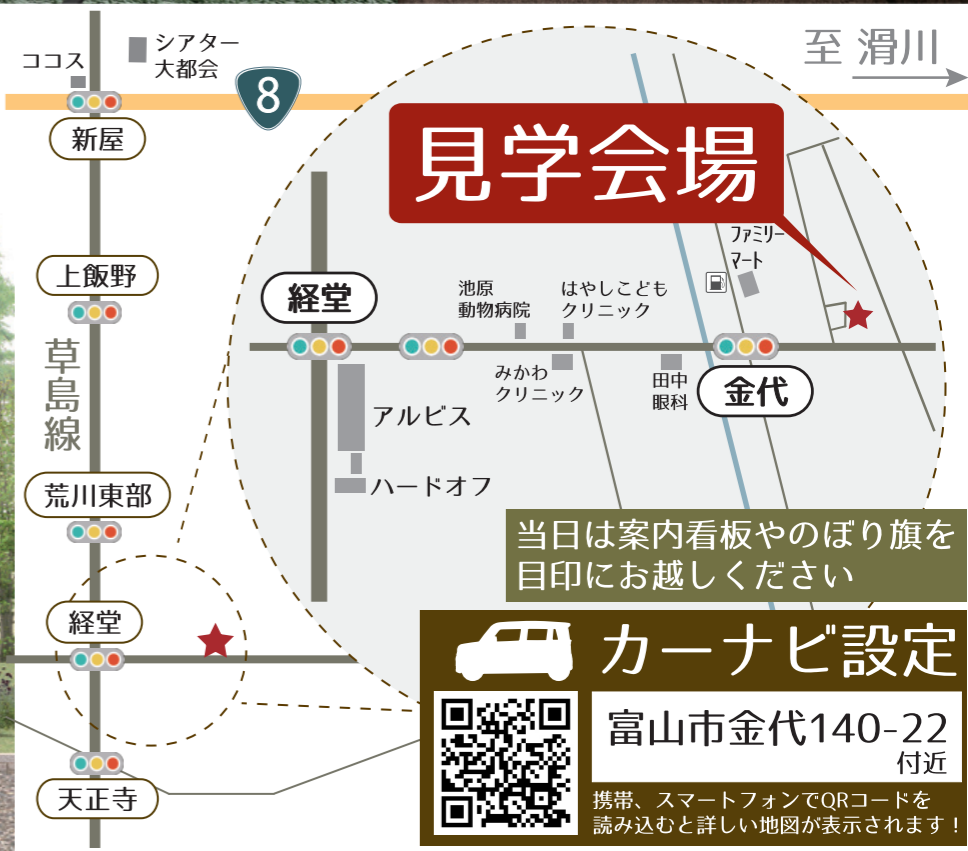 至 滑川
ココス
シアター
大都会
8
新屋
見学会場
上飯野
草島線
荒川東部
経堂
天正寺
経堂
池原
動物病院
はやしこども
クリニック
ファミリー
マート
みかわ
クリニック
田中
眼科
金代
アルビス
ハードオフ
当日は案内看板やのぼり旗を
目印にお越しください
カーナビ設定
富山市金代140-22
付近
携帯、スマートフォンでQRコードを
読み込むと詳しい地図が表示されます！